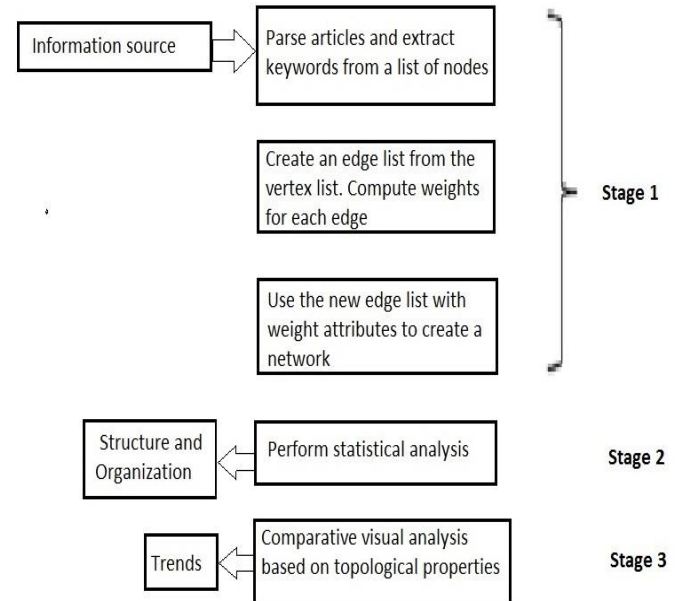 Information source
Parse articles and extract
keywords from a list of nodes
Create an edge list from the
vertex list. Compute weights
for each edge
Stage 1
Use the new edge list with
weight attributes to create a
network
Structure and
Organization
Perform statistical analysis
Stage 2
Trends
Comparative visual analysis
based on topological properties
Stage 3